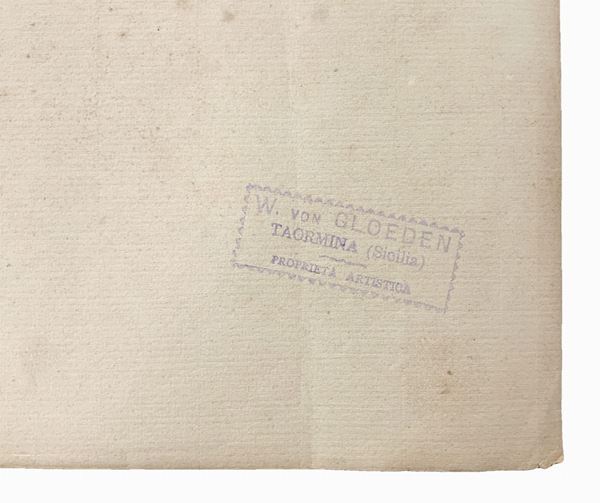 W. VON GLOEDEN
TAORMINA (Sicilia)
PROPRIETÀ ARTISTICA